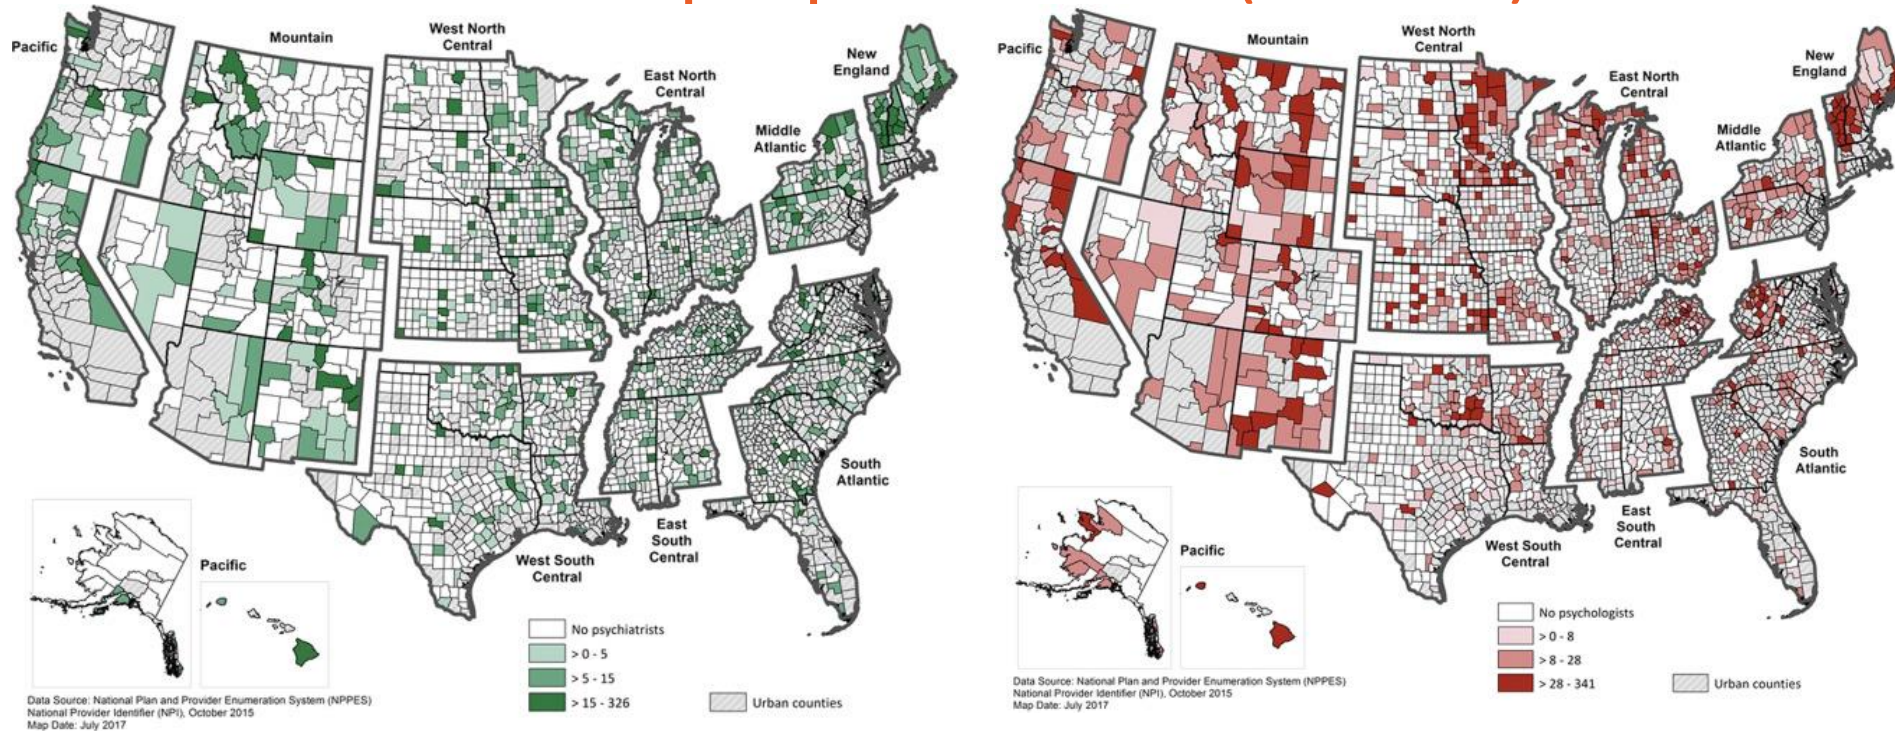 Pacific
Mountain
West North
Central
East North
Central
New
England
Middle
Atlantic
South
Atlantic
East
South
Central
West South
Central
Pacific
No psychiatrists
> 0 - 5
> 5 - 15
> 15 - 326
Urban counties
Data Source: National Plan and Provider Enumeration System (NPPES)
National Provider Identifier (NPI), October 2015
Map Date: July 2017
Pacific
Mountain
West North
Central
East North
Central
New
England
Middle
Atlantic
South
Atlantic
East
South
Central
West South
Central
Pacific
No psychologists
> 0 - 8
> 8 - 28
> 28 - 341
Urban counties
Data Source: National Plan and Provider Enumeration System (NPPES)
National Provider Identifier (NPI), October 2015
Map Date: July 2017